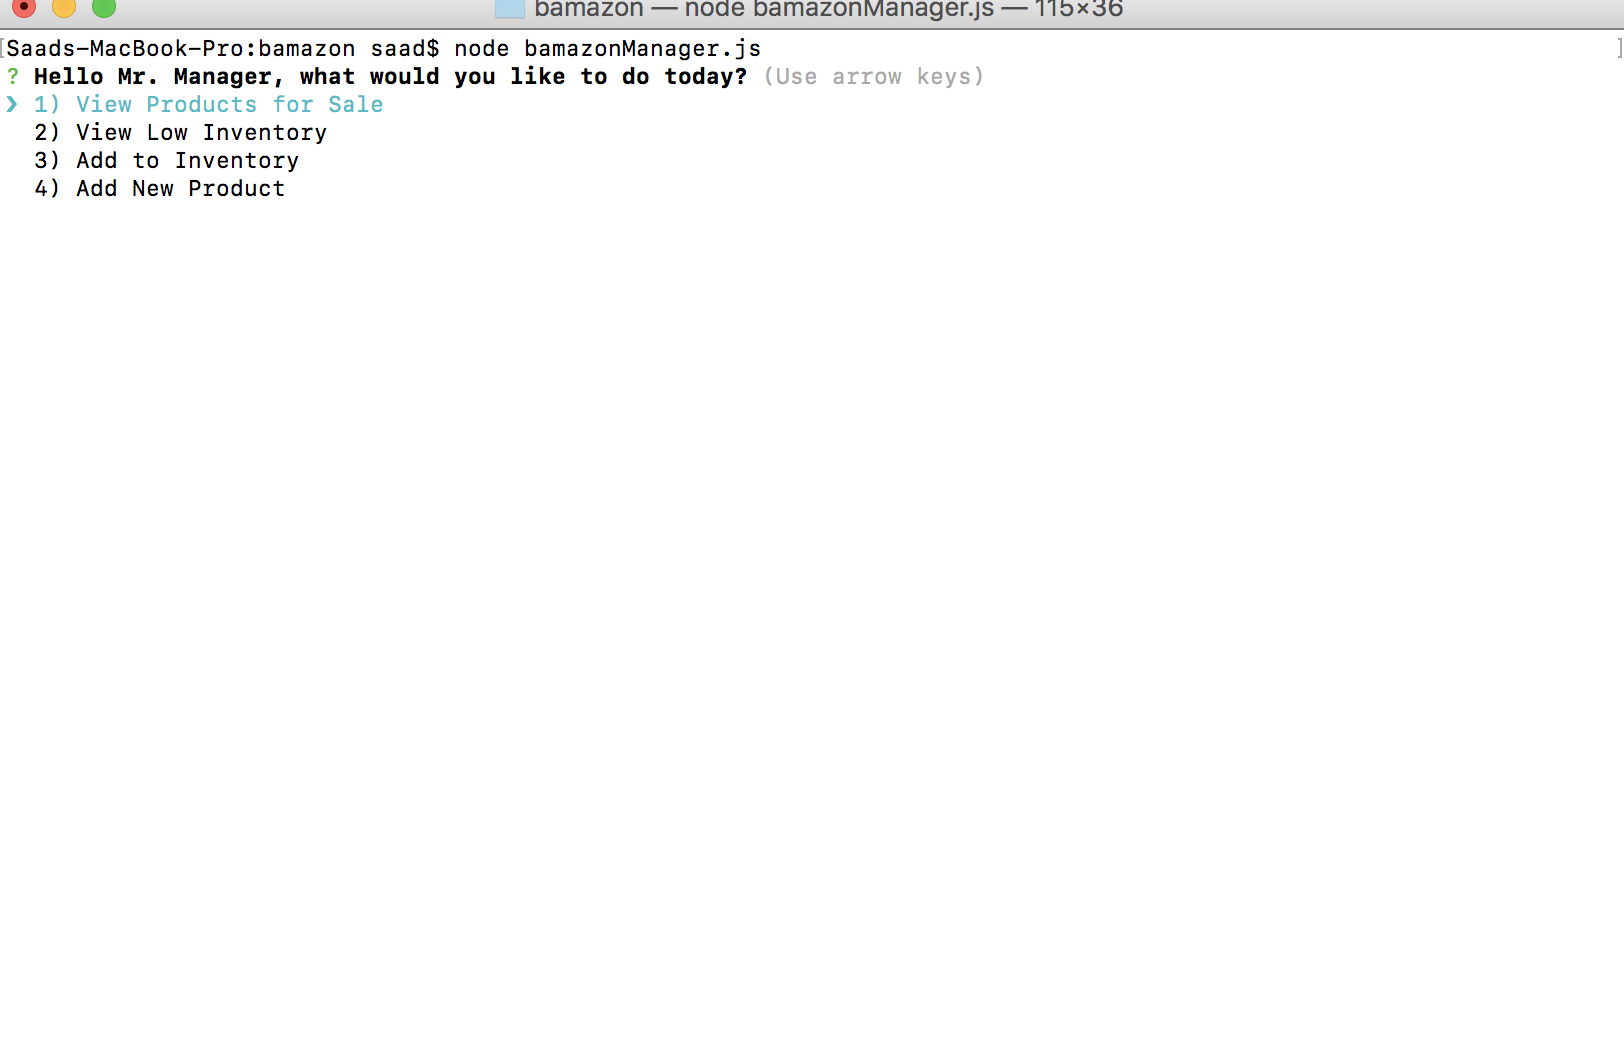 bamazon — node bamazonManager.js — 115×36
[Saads-MacBook-Pro:bamazon saad$ node bamazonManager.js ]
? Hello Mr. Manager, what would you like to do today? (Use arrow keys)
❯ 1) View Products for Sale
2) View Low Inventory
3) Add to Inventory
4) Add New Product